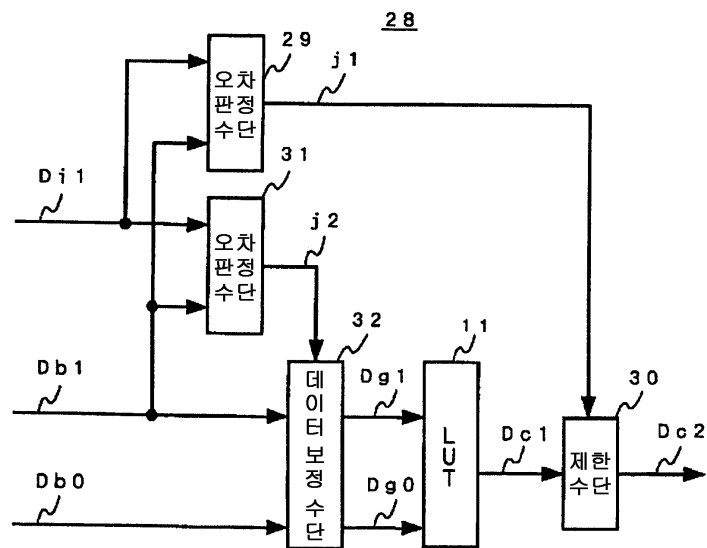 28
29
오차
판정
수단
j1
31
Di1
오차
판정
수단
j2
32
11
Db1
데이터 보정 수단
Dg1
LUT
30
Dc1
제한
수단
Dc2
Db0
Dg0